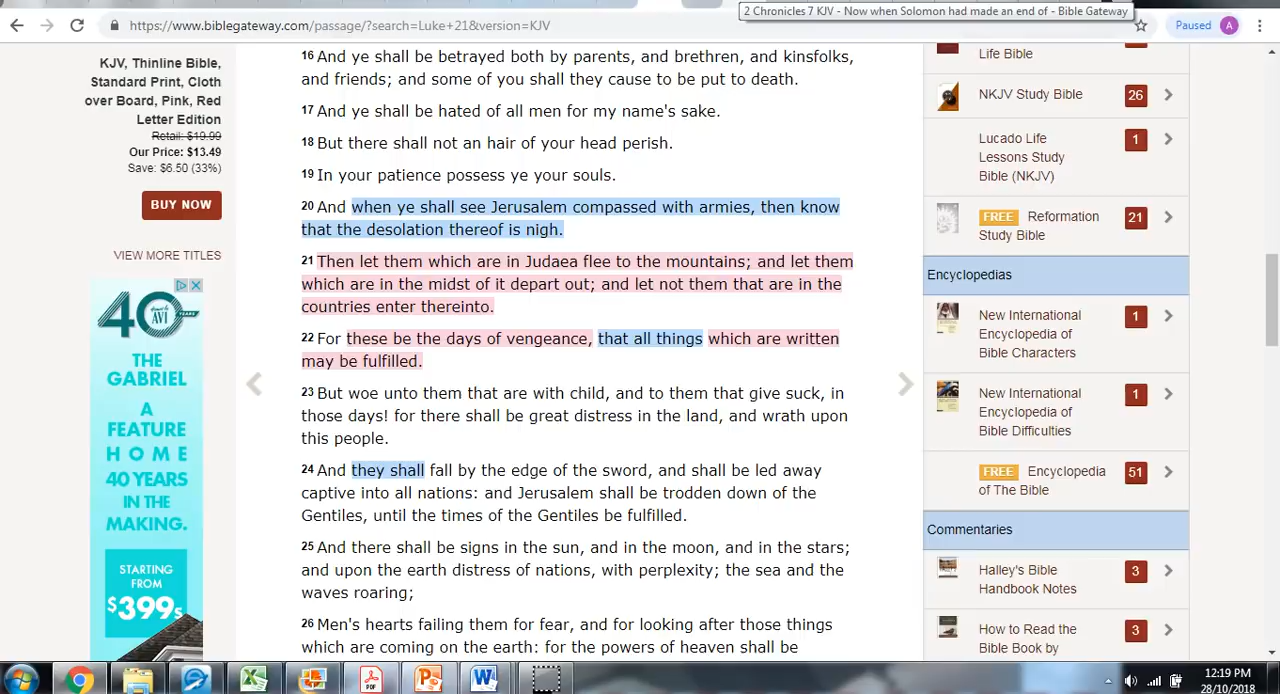 2 Chronicles 7 KJV - Now when Solomon had made an end of - Bible Gateway
https://www.biblegateway.com/passage/?search=Luke+21&version=KJV
Paused
A
KJV, Thinline Bible,
Standard Print, Cloth
over Board, Pink, Red
Letter Edition
Retail: $19.99
Our Price: $13.49
Save: $6.50 (33%)
BUY NOW
VIEW MORE TITLES
40
YEARS
AVI
THE
GABRIEL
A
FEATURE
HOME
40 YEARS
IN THE
MAKING.
STARTING
FROM
$399s
16 And ye shall be betrayed both by parents, and brethren, and kinsfolks,
and friends; and some of you shall they cause to be put to death.
17 And ye shall be hated of all men for my name's sake.
18 But there shall not an hair of your head perish.
19 In your patience possess ye your souls.
20 And when ye shall see Jerusalem compassed with armies, then know
that the desolation thereof is nigh.
21 Then let them which are in Judaea flee to the mountains; and let them
which are in the midst of it depart out; and let not them that are in the
countries enter thereinto.
22 For these be the days of vengeance, that all things which are written
may be fulfilled.
23 But woe unto them that are with child, and to them that give suck, in
those days! for there shall be great distress in the land, and wrath upon
this people.
24 And they shall fall by the edge of the sword, and shall be led away
captive into all nations: and Jerusalem shall be trodden down of the
Gentiles, until the times of the Gentiles be fulfilled.
25 And there shall be signs in the sun, and in the moon, and in the stars;
and upon the earth distress of nations, with perplexity; the sea and the
waves roaring;
26 Men's hearts failing them for fear, and for looking after those things
which are coming on the earth: for the powers of heaven shall be
Life Bible
NKJV Study Bible 26
Lucado Life 1
Lessons Study
Bible (NKJV)
FREE Reformation 21
Study Bible
Encyclopedias
New International 1
Encyclopedia of
Bible Characters
New International 1
Encyclopedia of
Bible Difficulties
FREE Encyclopedia 51
of The Bible
Commentaries
Halley's Bible 3
Handbook Notes
How to Read the 3
Bible Book by
12:19 PM
28/10/2018